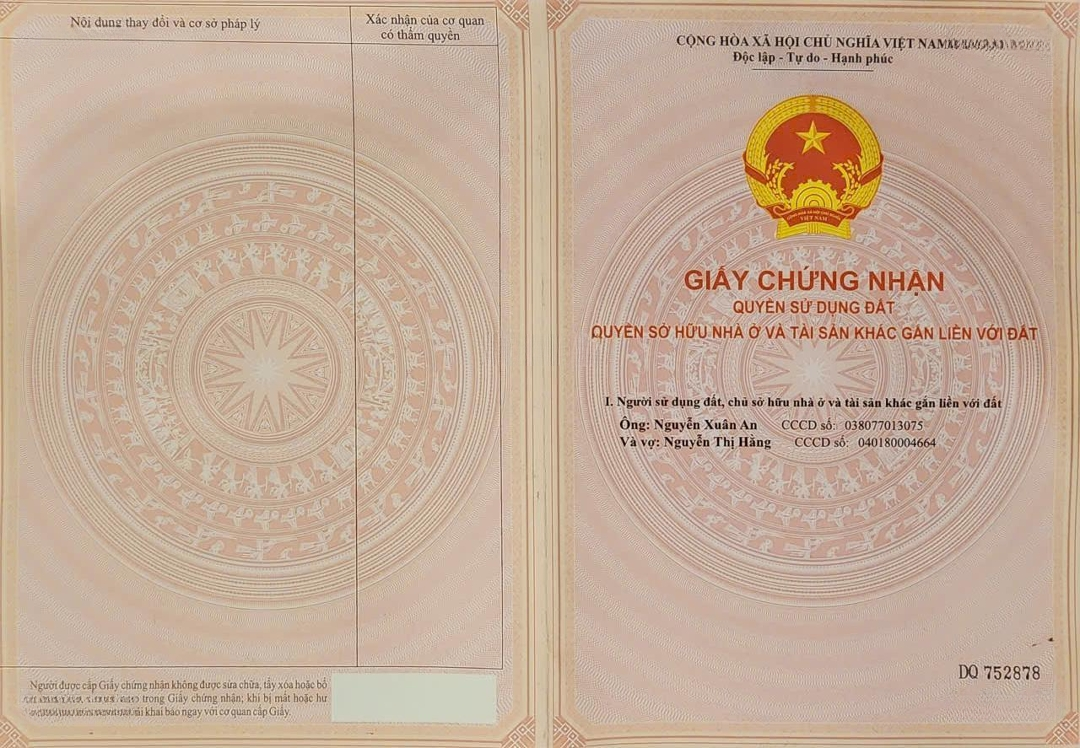 Nội dung thay đổi và cơ sở pháp lý
Xác nhận của cơ quan
có thẩm quyền
Người được cấp Giấy chứng nhận không được sửa chữa, tẩy xóa hoặc bổ
trong Giấy chứng nhận; khi bị mất hoặc hư
khai báo ngay với cơ quan cấp Giấy.
CỘNG HÒA XÃ HỘI CHỦ NGHĨA VIỆT NAM
Độc lập - Tự do - Hạnh phúc
VIỆT NAM
GIẤY CHỨNG NHẬN
QUYỀN SỬ DỤNG ĐẤT
QUYỀN SỞ HỮU NHÀ Ở VÀ TÀI SẢN KHÁC GẮN LIỀN VỚI ĐẤT
I. Người sử dụng đất, chủ sở hữu nhà ở và tài sản khác gắn liền với đất
Ông: Nguyễn Xuân An CCCD số: 038077013075
Và vợ: Nguyễn Thị Hằng CCCD số: 040180004664
DQ 752878